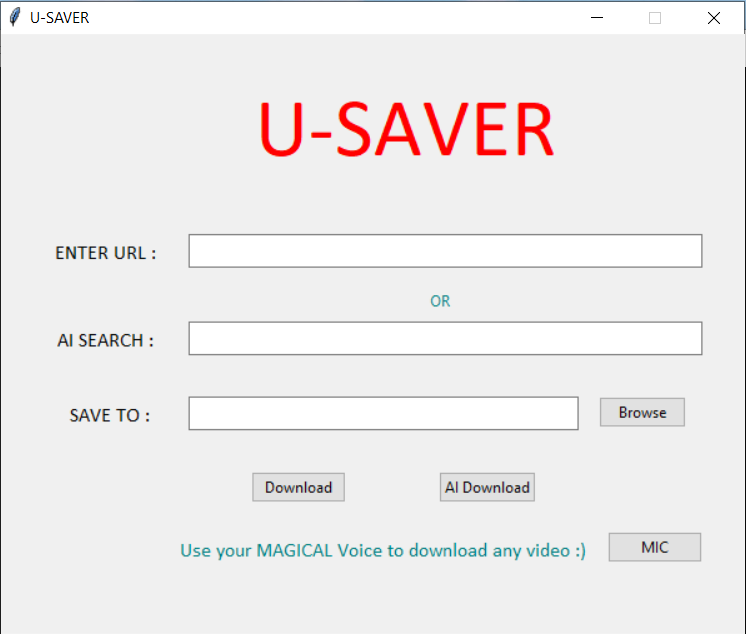 U-SAVER
U-SAVER
ENTER URL :
OR
AI SEARCH :
SAVE TO :
Browse
Download
AI Download
Use your MAGICAL Voice to download any video :)
MIC